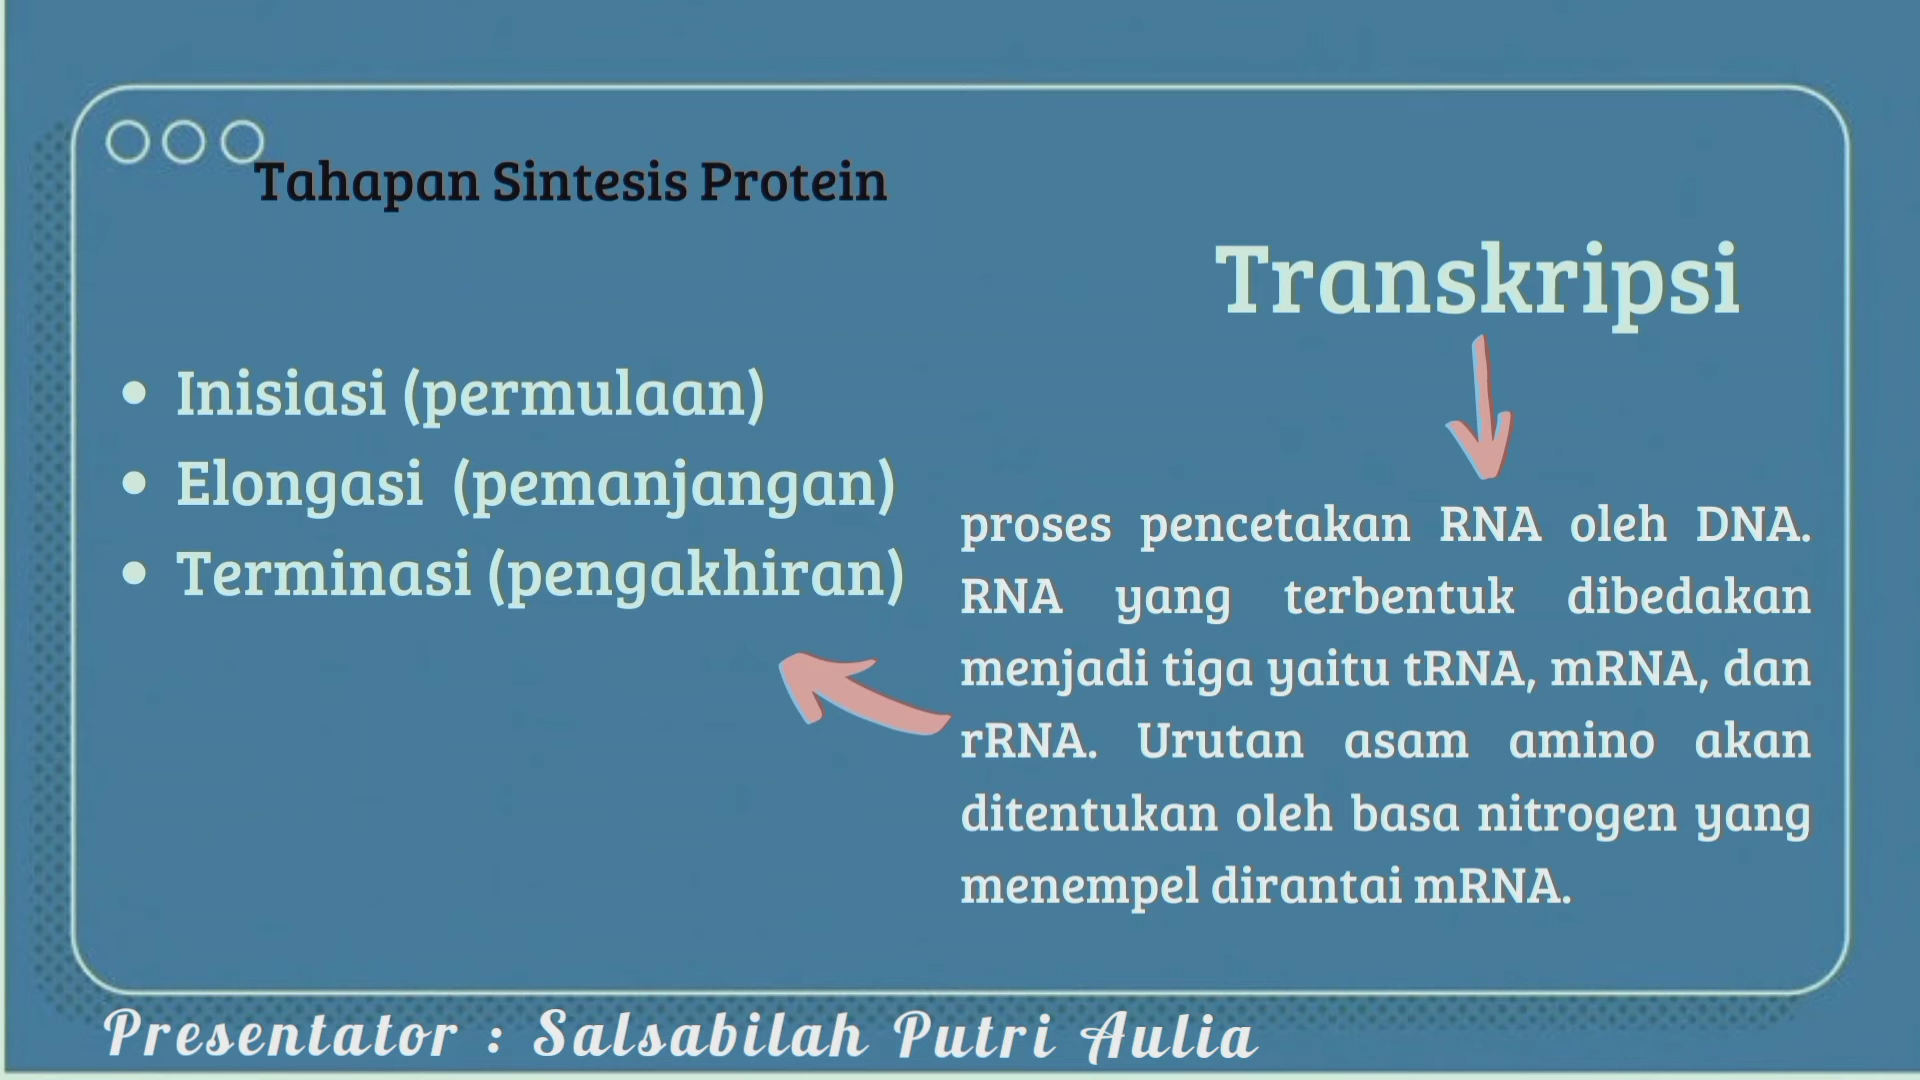 Tahapan Sintesis Protein
Transkripsi
proses pencetakan RNA oleh DNA.
RNA yang terbentuk dibedakan
menjadi tiga yaitu tRNA, mRNA, dan
rRNA. Urutan asam amino akan
ditentukan oleh basa nitrogen yang
menempel dirantai mRNA.
• Inisiasi (permulaan)
• Elongasi (pemanjangan)
• Terminasi (pengakhiran)
Presentator : Salsabilah Putri Aulia